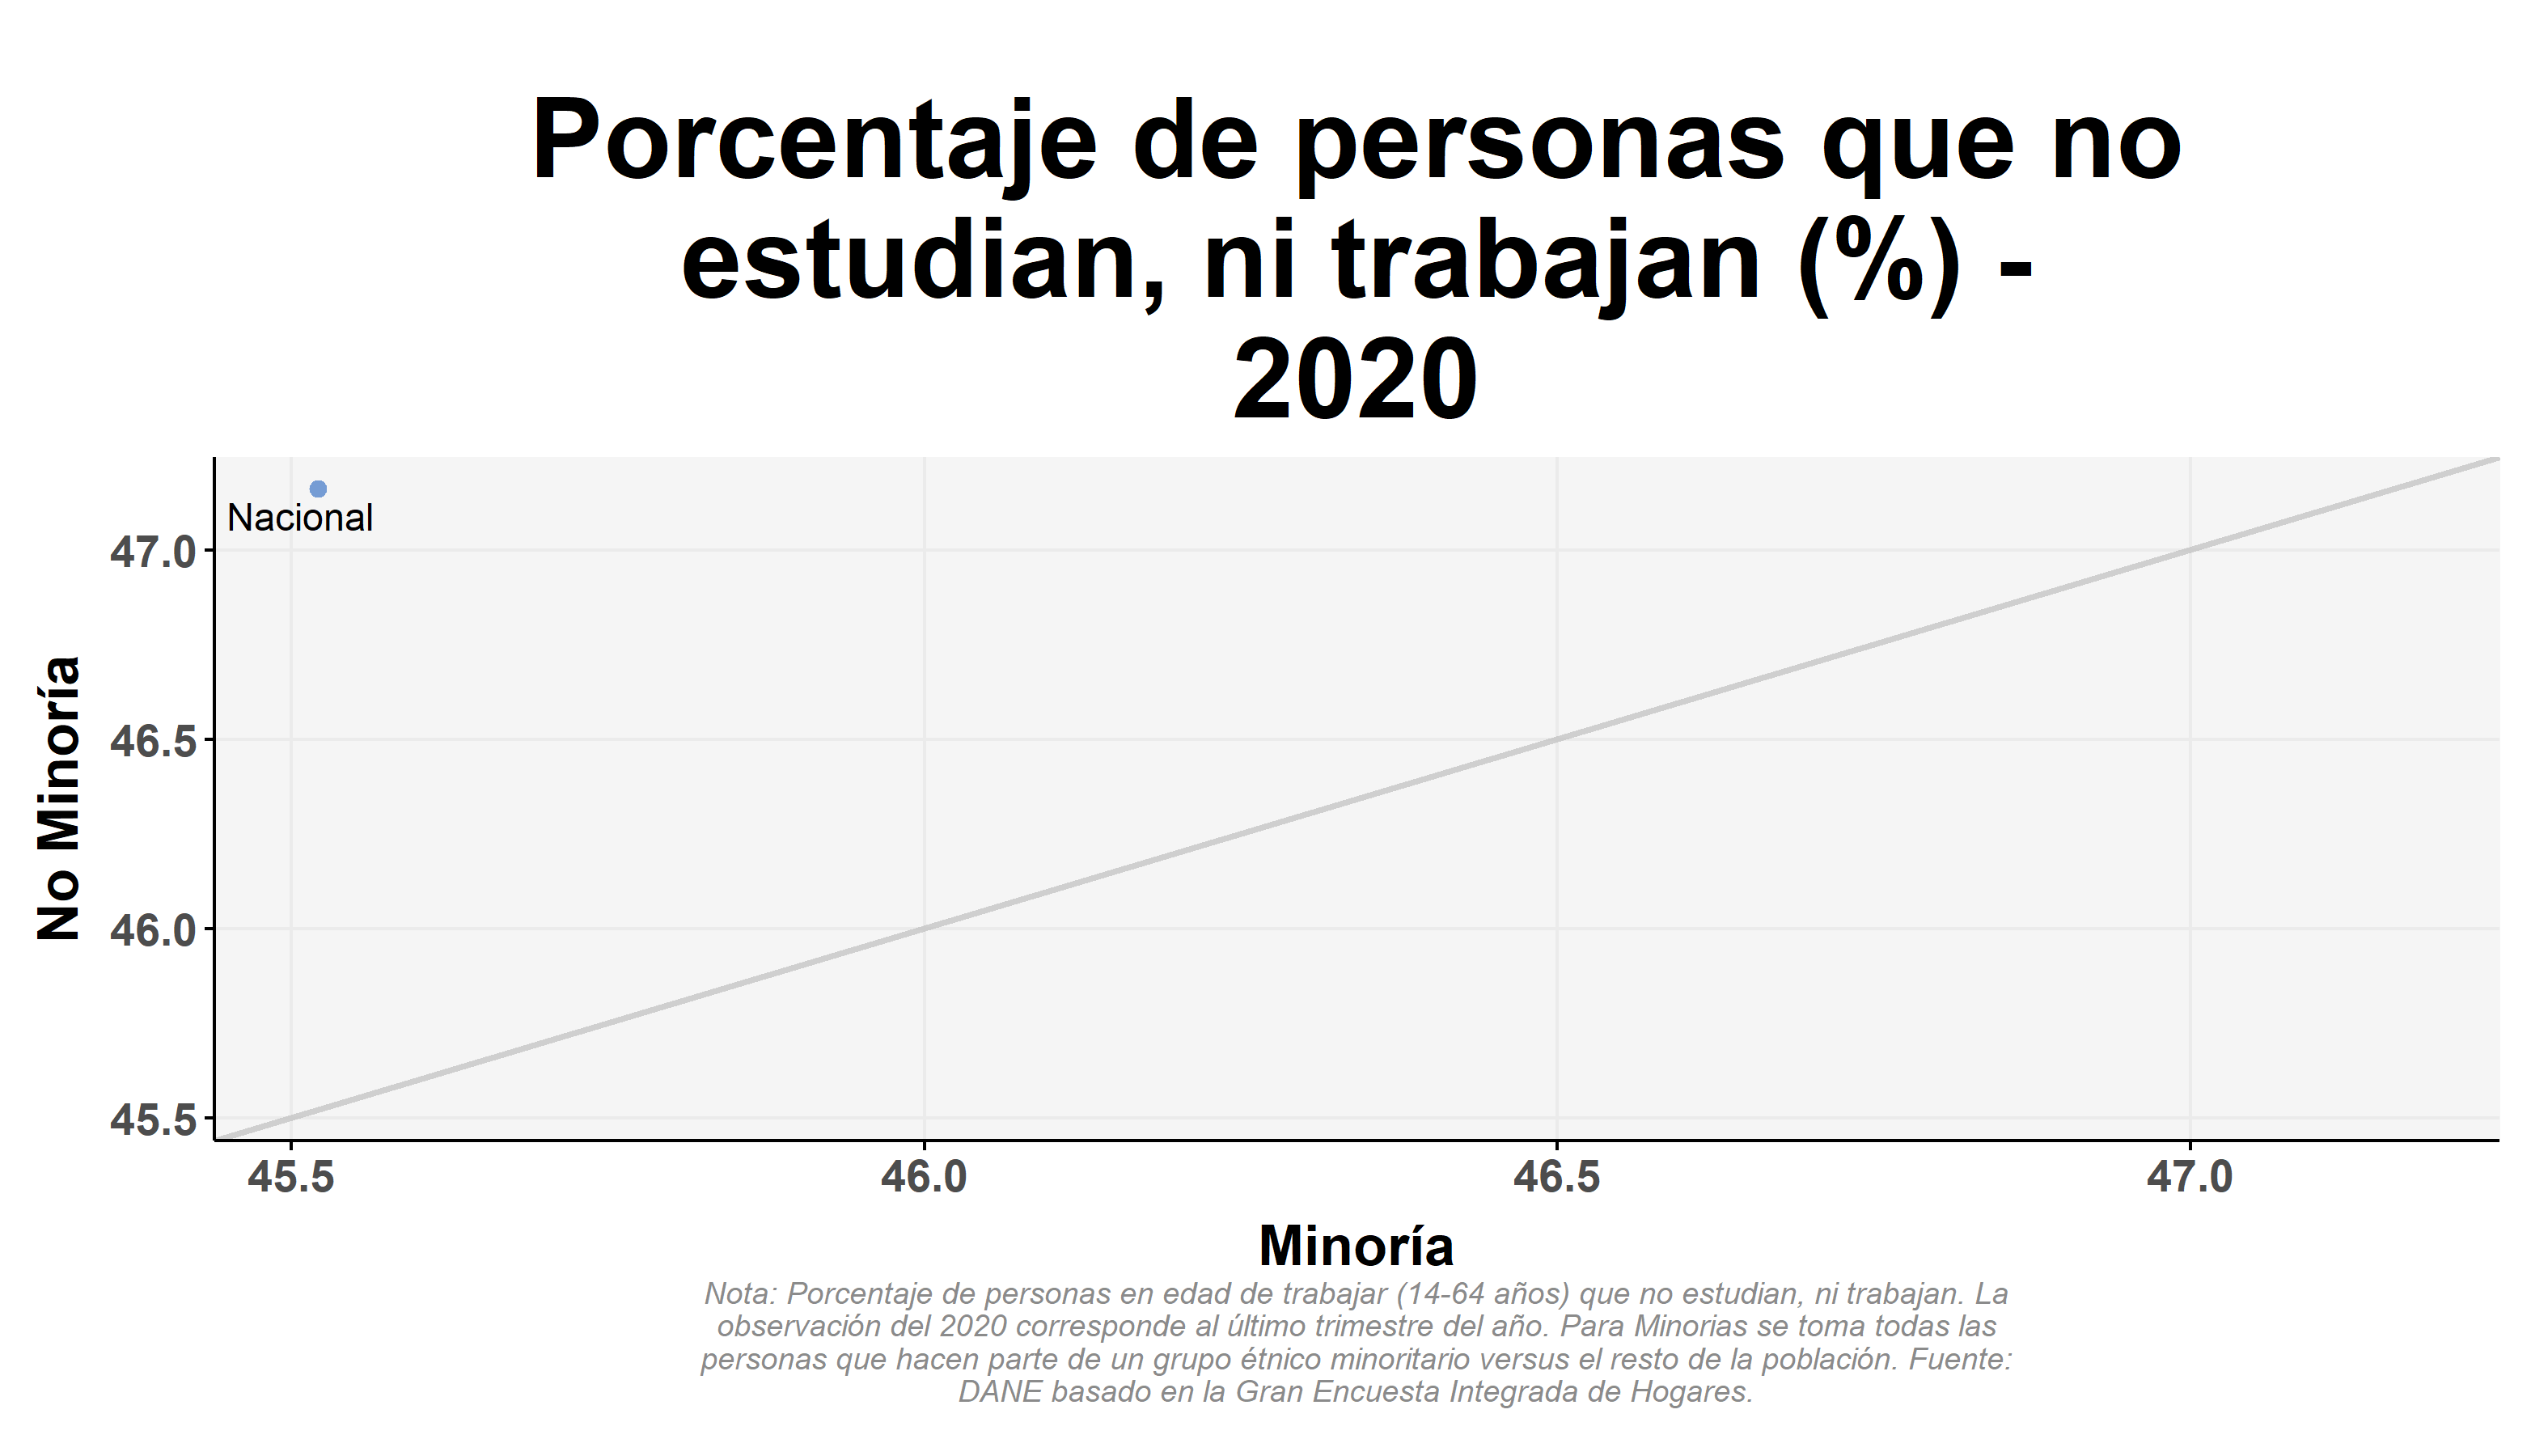 Porcentaje de personas que no
estudian, ni trabajan (%) -
2020
Nacional
47.0
46.5
46.0
45.5
No Minoría
45.5
46.0
46.5
47.0
Minoría
Nota: Porcentaje de personas en edad de trabajar (14-64 años) que no estudian, ni trabajan. La
observación del 2020 corresponde al último trimestre del año. Para Minorias se toma todas las
personas que hacen parte de un grupo étnico minoritario versus el resto de la población. Fuente:
DANE basado en la Gran Encuesta Integrada de Hogares.